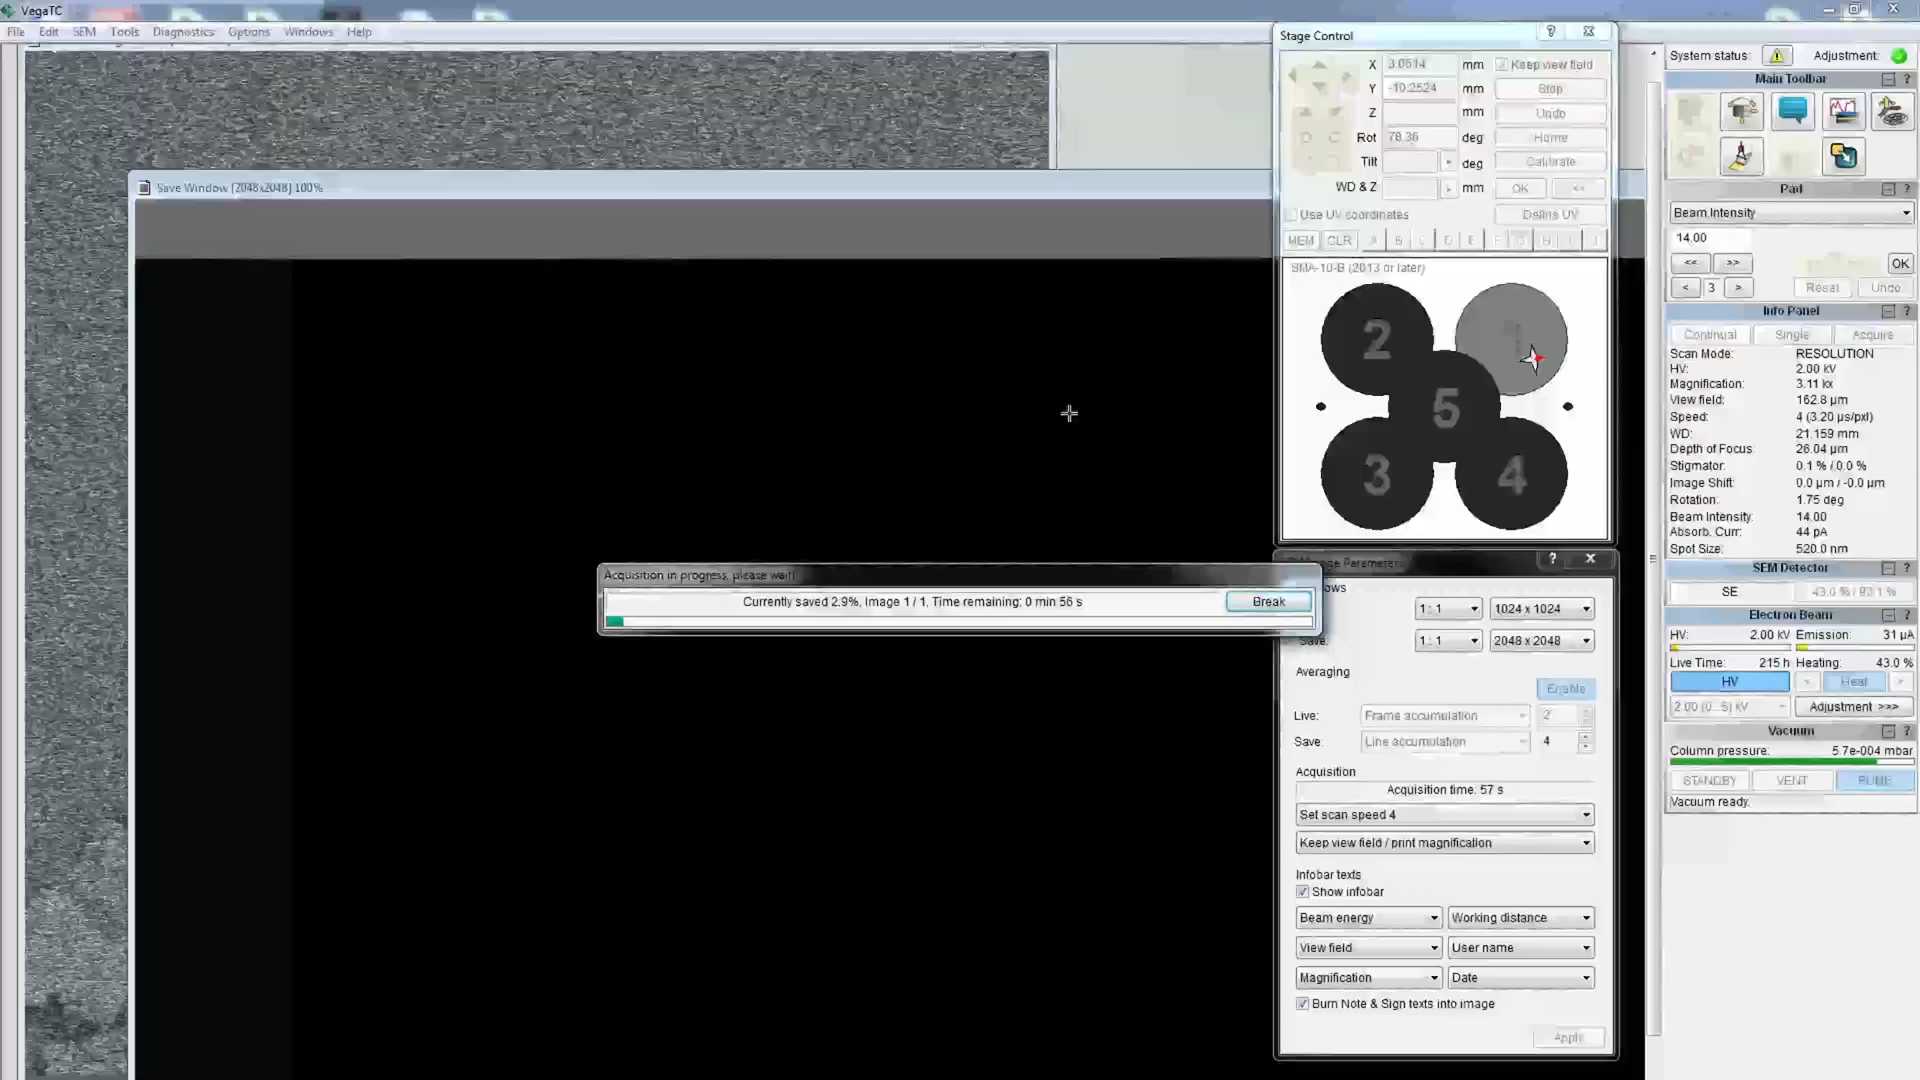 VegaTC
File Edit SEM Tools Diagnostics Options Windows Help
Save Window [2048x2048] 100%
Acquisition in progress, please wait!
Currently saved 2.9%, Image 1 / 1, Time remaining: 0 min 56 s
Break
Stage Control
X 3.0514 mm Keep view field
Y -10.2524 mm Stop
Z mm Undo
Rot 78.36 deg Home
Tilt deg Calibrate
WD & Z mm OK <<
Use UV coordinates Define UV
MEM CLR A B C D E F
SMA-10-B (2013 or later)
2
5
3 4
1 : 1 1024 x 1024
Save: 1 : 1 2048 x 2048
Averaging
Enable
Live: Frame accumulation 2
Save: Line accumulation 4
Acquisition
Acquisition time: 57 s
Set scan speed 4
Keep view field / print magnification
Infobar texts
Show infobar
Beam energy Working distance
View field User name
Magnification Date
Burn Note & Sign texts into image
Apply
System status: Adjustment:
Main Toolbar
Pad
Beam Intensity
14.00
<< >> OK
< 3 > Reset Undo
Info Panel
Continual Single Acquire
Scan Mode: RESOLUTION
HV: 2.00 kV
Magnification: 3.11 kx
View field: 162.8 µm
Speed: 4 (3.20 µs/pxl)
WD: 21.159 mm
Depth of Focus: 26.04 µm
Stigmator: 0.1 % / 0.0 %
Image Shift: 0.0 µm / -0.0 µm
Rotation: 1.75 deg
Beam Intensity: 14.00
Absorb. Curr: 44 pA
Spot Size: 520.0 nm
SEM Detector
SE
Electron Beam
HV: 2.00 kV Emission: 31 µA
Live Time: 215 h Heating: 43.0 %
HV < Heat >
2.00 (0...5) kV Adjustment >>>
Vacuum
Column pressure: 5.7e-004 mbar
STANDBY VENT PUMP
Vacuum ready.